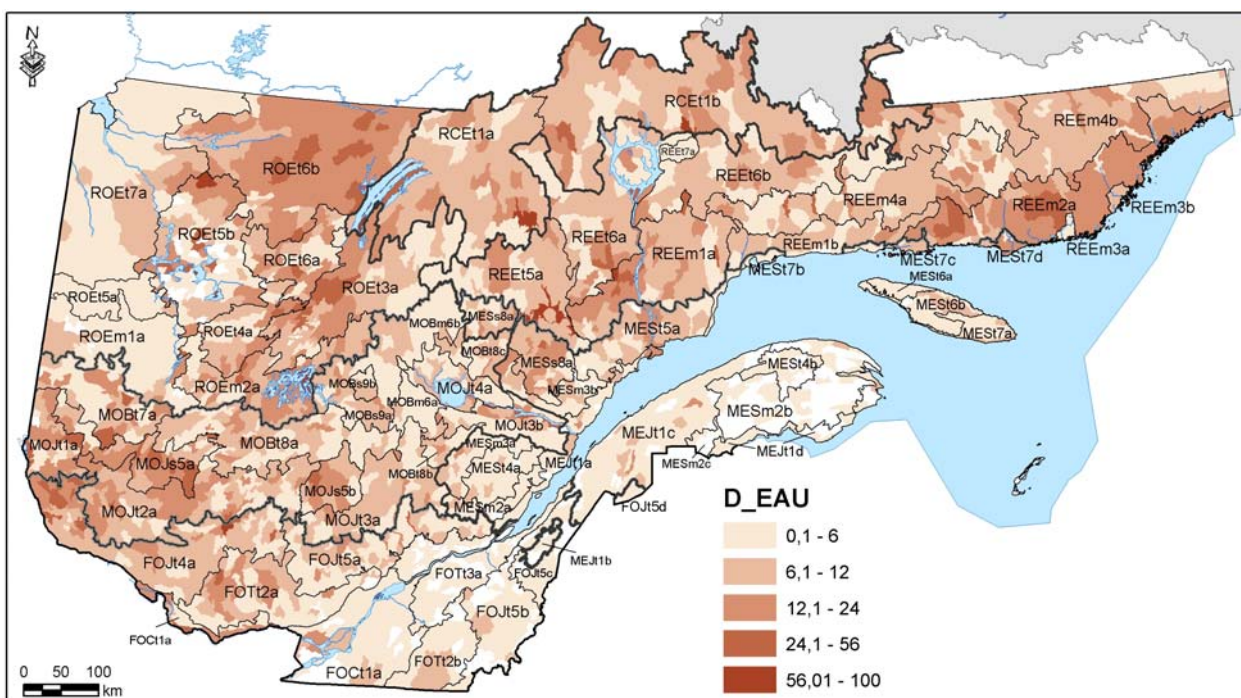 N
RCEt1b
RCEt1a
REEm4b
REEt7a
ROEt6b
REEt6b
ROEt7a
REEm4a
REEm2a
REEm3b
ROEt5b
REEt6a
ROEt6a
REEm1b
REEm3a
REEm1a
MESt7b
MESt7c
MESt7d
REEt5a
MESt6a
ROEt3a
ROEt5a
MESt6b
MESs8a
ROEt4a
MOBm6b
MESt5a
MESt7a
ROEm1a
MOBt8c
MESs8a
MESt4b
ROEm2a
MOBs9b
MOJt4a
MESm3b
MOBm6a
MESm2b
MOBt7a
MOBs9a
MEJt1c
MOJt3b
MOJt1a
MOBt8a
MESm3a
MEJt1d
MEJt1a
MESm2c
MOJs5a
MESt4a
MOBt8b
MOJs5b
D_EAU
MOJt2a
MESm2a
FOJt5d
MOJt3a
0,1 - 6
MEJt1b
FOJt4a
FOJt5a
6,1 - 12
FOTt3a
FOJt5c
FOTt2a
12,1 - 24
FOJt5b
FOCt1a
24,1 - 56
FOTt2b
FOCt1a
56,01 - 100
0 50 100
km